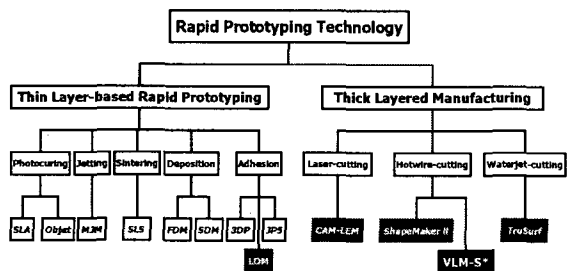 Rapid Prototyping Technology
Thin Layer-based Rapid Prototyping
Thick Layered Manufacturing
Photocuring
Jetting
Sintering
Deposition
Adhesion
Laser-cutting
Hotwire-cutting
Waterjet-cutting
SLA
Objet
MJM
SLS
FDM
SDM
3DP
JPS
CAM-LEM
ShapeMaker II
TruSurf
LOM
VLM-S*